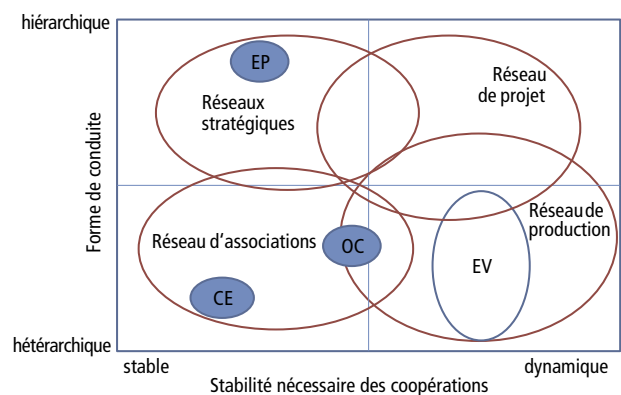 hiérarchique
EP
Réseaux
stratégiques
Réseau
de projet
Forme de conduite
Réseau d'associations
OC
Réseau de
production
EV
CE
hétérarchique
stable
dynamique
Stabilité nécessaire des coopérations